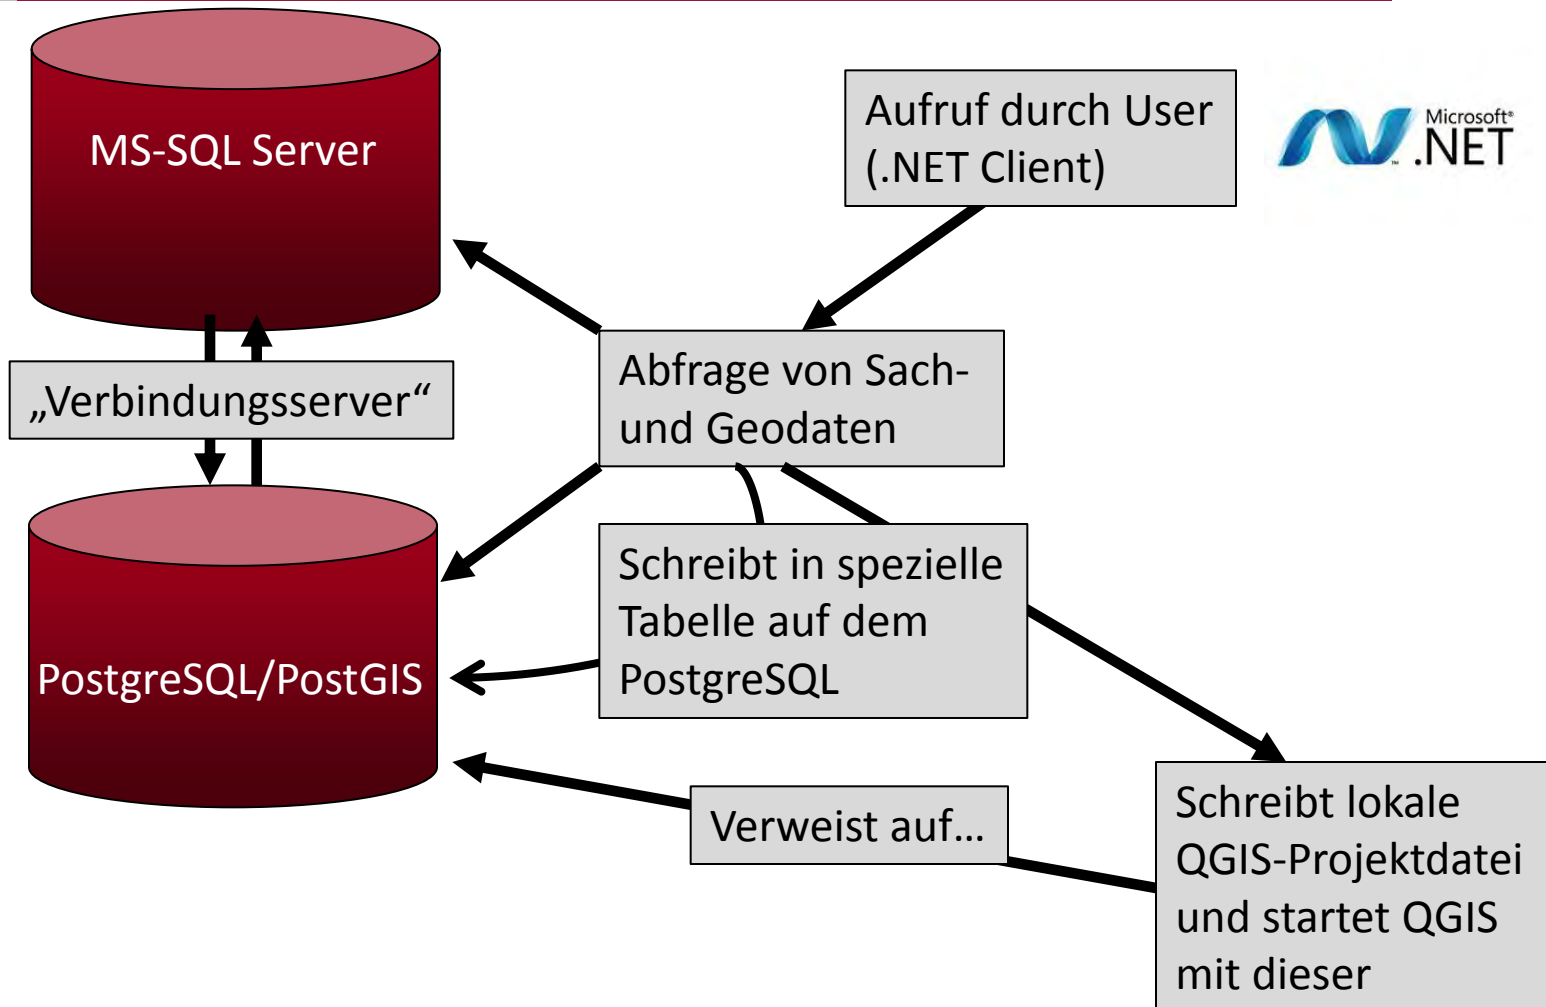 MS-SQL Server
Aufruf durch User
(.NET Client)
Microsoft®
.NET
™
„Verbindungsserver“
Abfrage von Sach-
und Geodaten
PostgreSQL/PostGIS
Schreibt in spezielle
Tabelle auf dem
PostgreSQL
Verweist auf…
Schreibt lokale
QGIS-Projektdatei
und startet QGIS
mit dieser